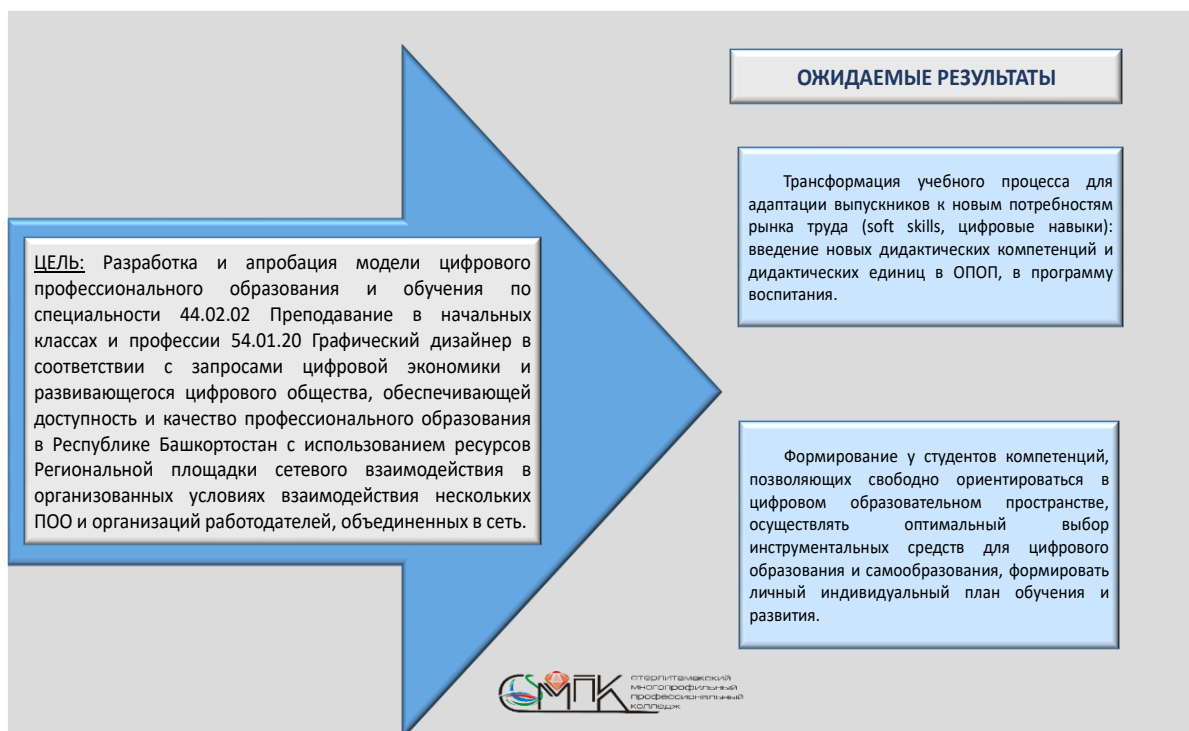 ЦЕЛЬ: Разработка и апробация модели цифрового
профессионального образования и обучения по
специальности 44.02.02 Преподавание в начальных
классах и профессии 54.01.20 Графический дизайнер в
соответствии с запросами цифровой экономики и
развивающегося цифрового общества, обеспечивающей
доступность и качество профессионального образования
в Республике Башкортостан с использованием ресурсов
Региональной площадки сетевого взаимодействия в
организованных условиях взаимодействия нескольких
ПОО и организаций работодателей, объединенных в сеть.
ОЖИДАЕМЫЕ РЕЗУЛЬТАТЫ
Трансформация учебного процесса для
адаптации выпускников к новым потребностям
рынка труда (soft skills, цифровые навыки):
введение новых дидактических компетенций и
дидактических единиц в ОПОП, в программу
воспитания.
Формирование у студентов компетенций,
позволяющих свободно ориентироваться в
цифровом образовательном пространстве,
осуществлять оптимальный выбор
инструментальных средств для цифрового
образования и самообразования, формировать
личный индивидуальный план обучения и
развития.
СМПК
стерлитамакский
многопрофильный
профессиональный
колледж